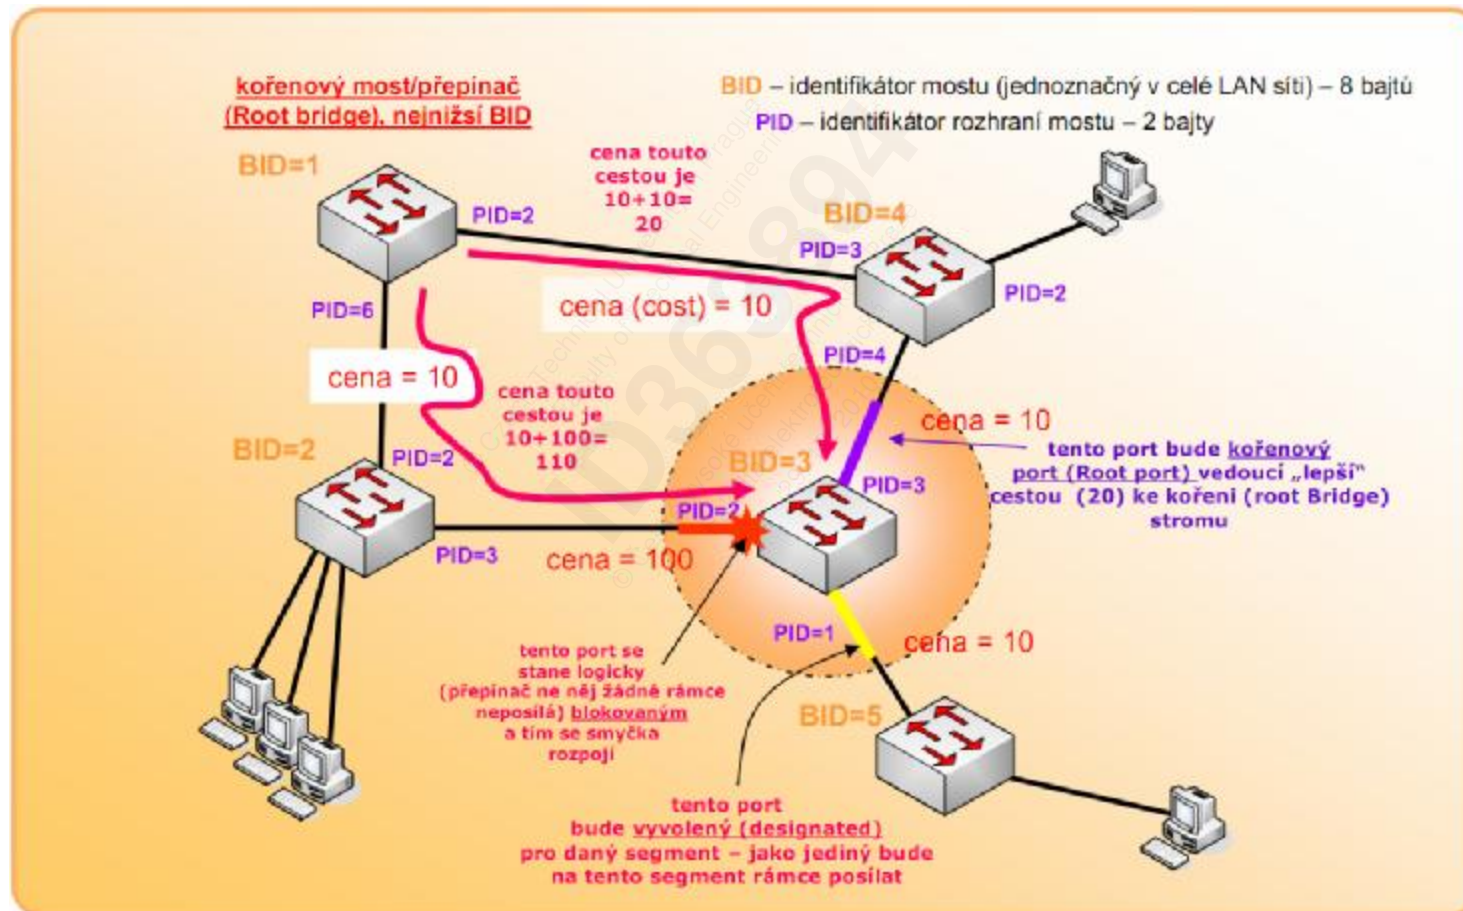 kořenový most/přepínač
(Root bridge), nejnižsí BID
BID – identifikátor mostu (jednoznačný v celé LAN síti) – 8 bajtů
PID – identifikátor rozhraní mostu – 2 bajty
BID=1
cena touto
cestou je
10+10=
20
PID=2
BID=4
PID=3
PID=2
PID=6
cena (cost) = 10
PID=4
cena = 10
cena touto
cestou je
10+100=
110
cena = 10
tento port bude kořenový
port (Root port) vedoucí „lepší“
cestou (20) ke kořeni (root Bridge)
stromu
BID=2
PID=2
BID=3
PID=3
PID=2
PID=3
cena = 100
PID=1
cena = 10
tento port se
stane logicky
(přepínač ne něj žádné rámce
neposílá) blokovaným
a tím se smyčka
rozpojí
BID=5
tento port
bude vyvolený (designated)
pro daný segment – jako jediný bude
na tento segment rámce posílat